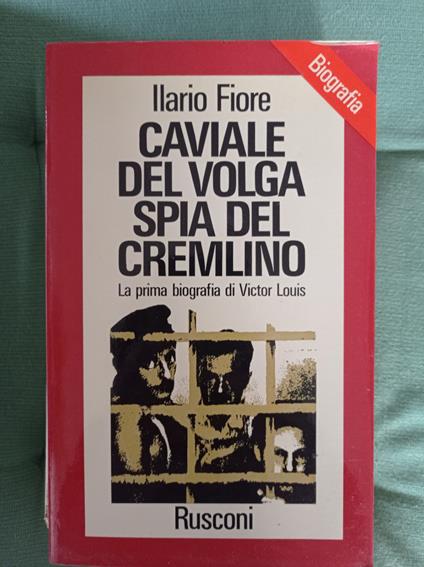 Biografia
Ilario Fiore
CAVIALE
DEL VOLGA
SPIA DEL
CREMLINO
La prima biografia di Victor Louis
Rusconi